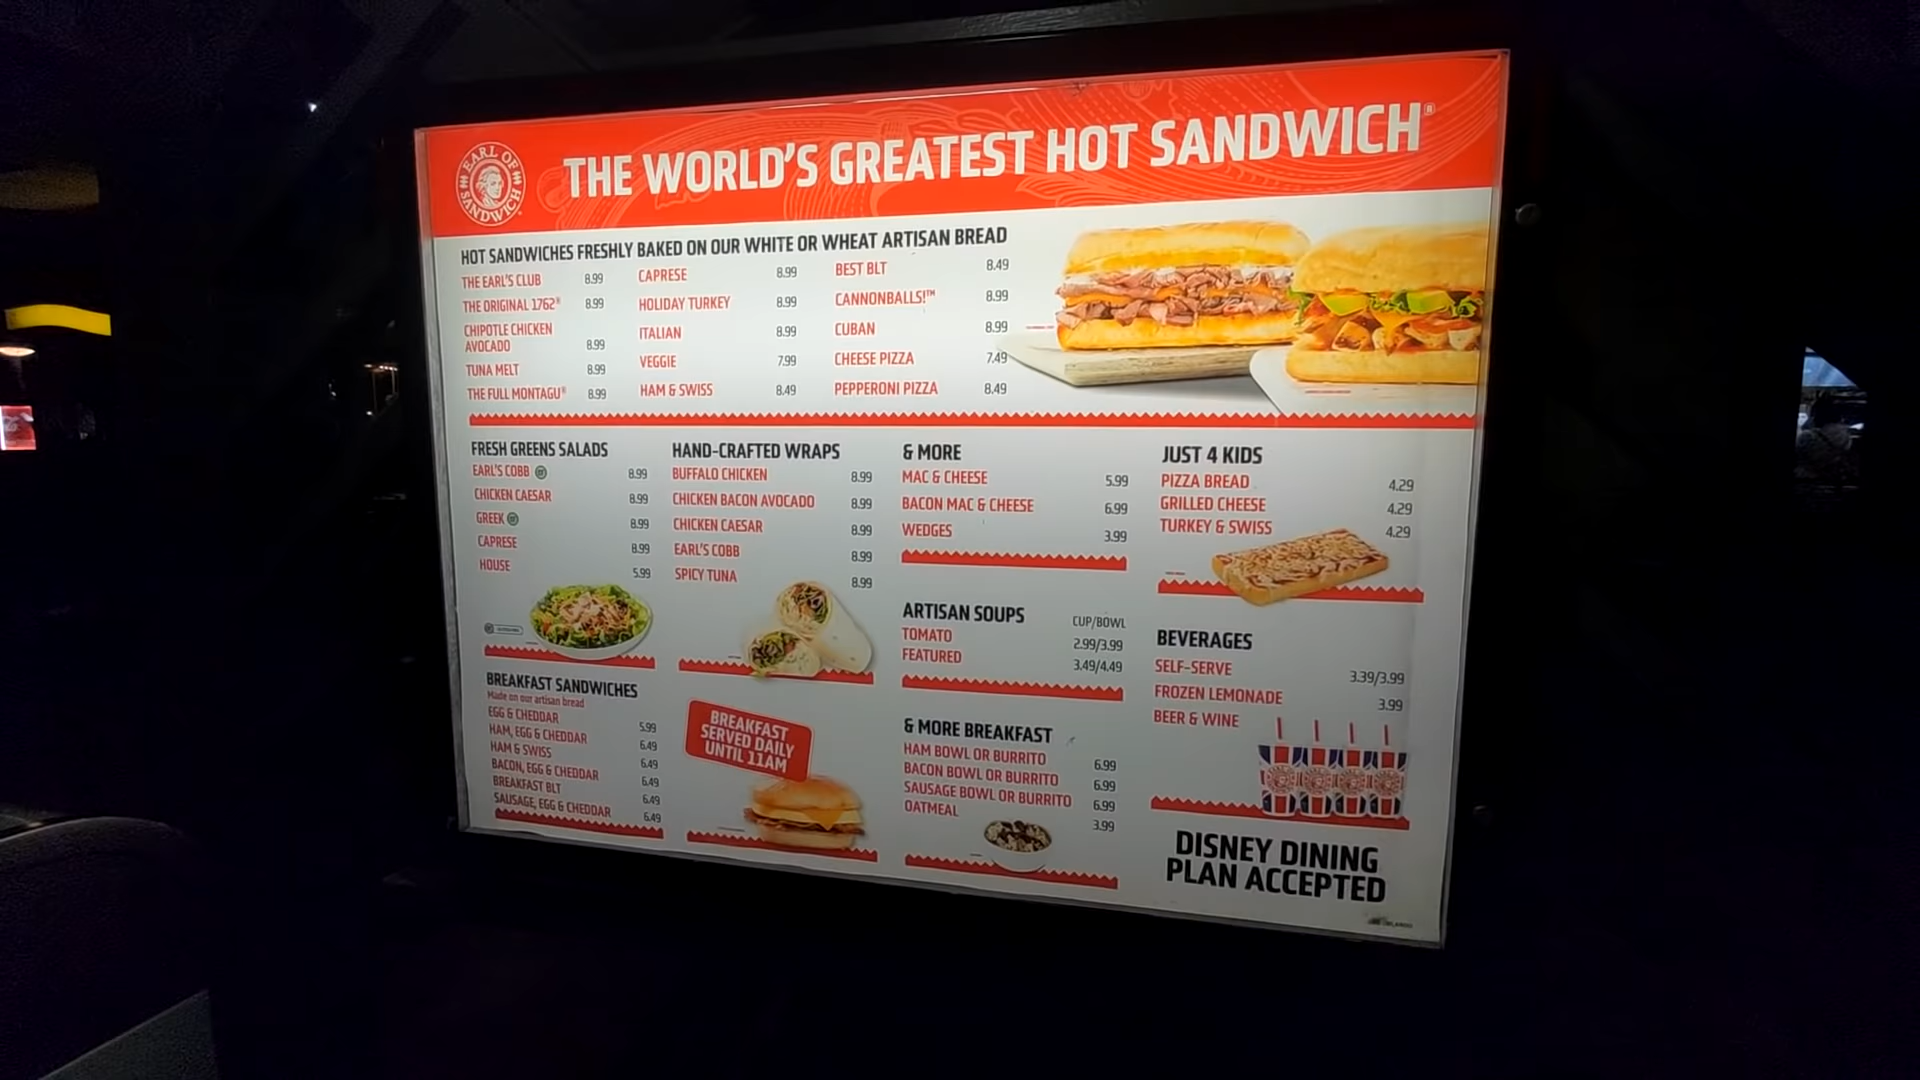 EARL OF SANDWICH
THE WORLD'S GREATEST HOT SANDWICH®
HOT SANDWICHES FRESHLY BAKED ON OUR WHITE OR WHEAT ARTISAN BREAD
THE EARL'S CLUB 8.99
THE ORIGINAL 1762® 8.99
CHIPOTLE CHICKEN
AVOCADO 8.99
TUNA MELT 8.99
THE FULL MONTAGU® 8.99
CAPRESE 8.99
HOLIDAY TURKEY 8.99
ITALIAN 8.99
VEGGIE 7.99
HAM & SWISS 8.49
BEST BLT 8.49
CANNONBALLS!™ 8.99
CUBAN 8.99
CHEESE PIZZA 7.49
PEPPERONI PIZZA 8.49
FRESH GREENS SALADS
EARL'S COBB 8.99
CHICKEN CAESAR 8.99
GREEK 8.99
CAPRESE 8.99
HOUSE 5.99
HAND-CRAFTED WRAPS
BUFFALO CHICKEN 8.99
CHICKEN BACON AVOCADO 8.99
CHICKEN CAESAR 8.99
EARL'S COBB 8.99
SPICY TUNA 8.99
& MORE
MAC & CHEESE 5.99
BACON MAC & CHEESE 6.99
WEDGES 3.99
JUST 4 KIDS
PIZZA BREAD 4.29
GRILLED CHEESE 4.29
TURKEY & SWISS 4.29
ARTISAN SOUPS CUP/BOWL
TOMATO 2.99/3.99
FEATURED 3.49/4.49
BEVERAGES
SELF-SERVE 3.39/3.99
FROZEN LEMONADE 3.99
BEER & WINE
BREAKFAST SANDWICHES
Made on our artisan bread
EGG & CHEDDAR 5.99
HAM, EGG & CHEDDAR 6.49
HAM & SWISS 6.49
BACON, EGG & CHEDDAR 6.49
BREAKFAST BLT 6.49
SAUSAGE, EGG & CHEDDAR 6.49
BREAKFAST
SERVED DAILY
UNTIL 11AM
& MORE BREAKFAST
HAM BOWL OR BURRITO 6.99
BACON BOWL OR BURRITO 6.99
SAUSAGE BOWL OR BURRITO 6.99
OATMEAL 3.99
DISNEY DINING
PLAN ACCEPTED